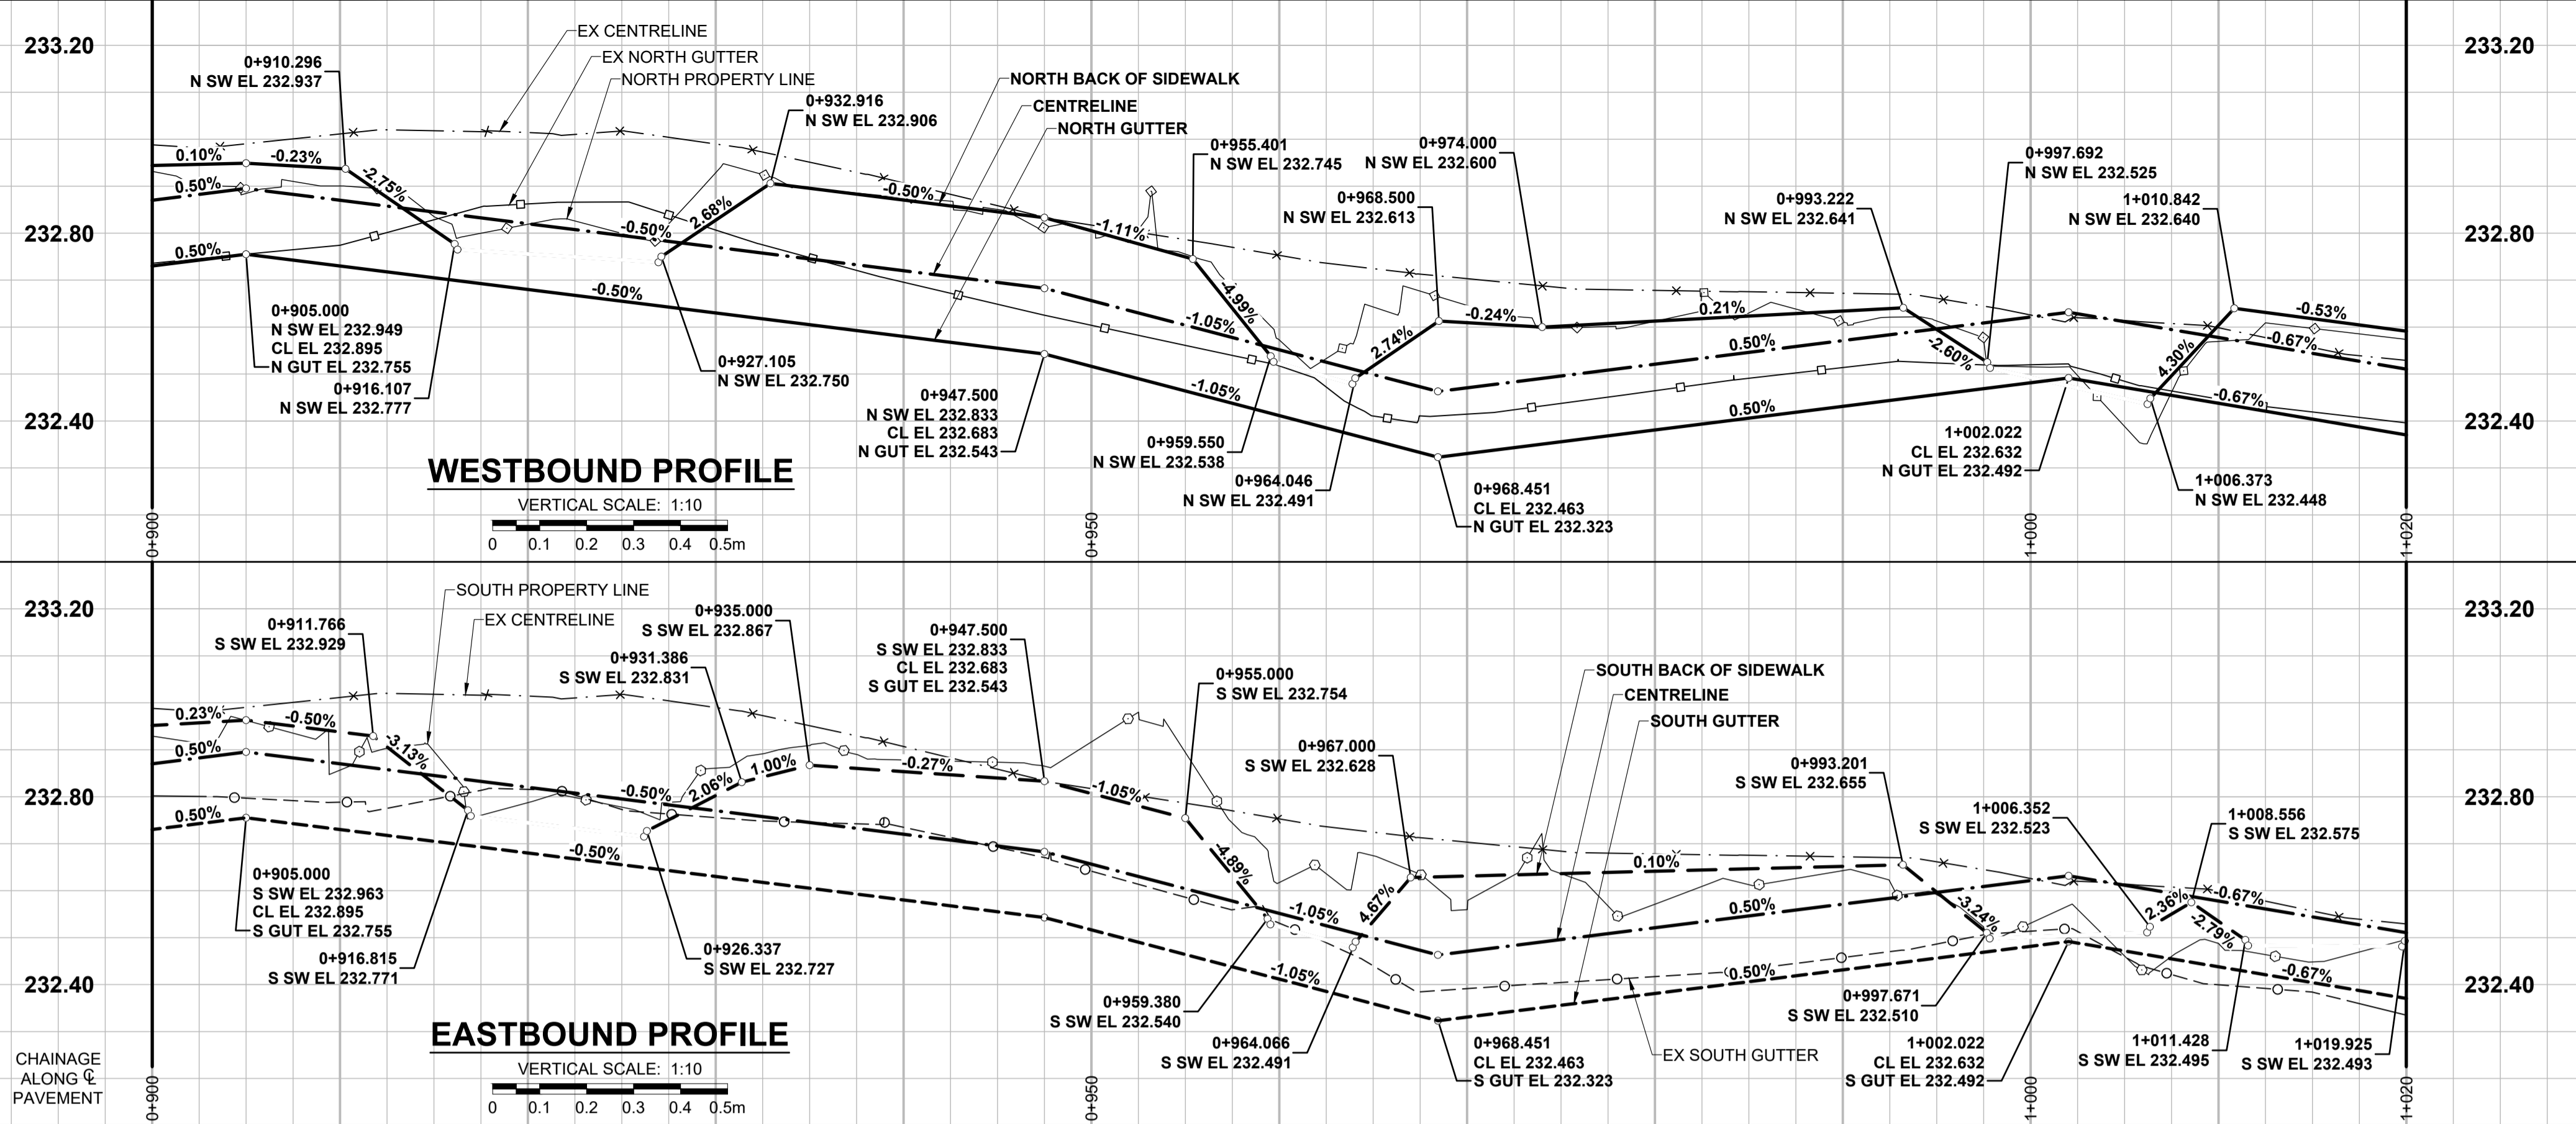 233.20
232.80
232.40
233.20
232.80
232.40
EX CENTRELINE
EX NORTH GUTTER
NORTH PROPERTY LINE
NORTH BACK OF SIDEWALK
CENTRELINE
NORTH GUTTER
0+910.296
N SW EL 232.937
0+932.916
N SW EL 232.906
0+955.401
N SW EL 232.745
0+974.000
N SW EL 232.600
0+968.500
N SW EL 232.613
0+993.222
N SW EL 232.641
0+997.692
N SW EL 232.525
1+010.842
N SW EL 232.640
0.10%
-0.23%
-2.75%
0.50%
0.50%
-0.50%
2.68%
-0.50%
-0.50%
-1.11%
-4.99%
-1.05%
-1.05%
2.74%
-0.24%
0.21%
0.50%
0.50%
-2.60%
4.30%
-0.53%
-0.67%
-0.67%
0+905.000
N SW EL 232.949
CL EL 232.895
N GUT EL 232.755
0+916.107
N SW EL 232.777
0+927.105
N SW EL 232.750
0+947.500
N SW EL 232.833
CL EL 232.683
N GUT EL 232.543
0+959.550
N SW EL 232.538
0+964.046
N SW EL 232.491
0+968.451
CL EL 232.463
N GUT EL 232.323
1+002.022
CL EL 232.632
N GUT EL 232.492
1+006.373
N SW EL 232.448
WESTBOUND PROFILE
VERTICAL SCALE: 1:10
0 0.1 0.2 0.3 0.4 0.5m
0+900
0+950
1+000
1+020
233.20
232.80
232.40
233.20
232.80
232.40
SOUTH PROPERTY LINE
EX CENTRELINE
0+911.766
S SW EL 232.929
0+935.000
S SW EL 232.867
0+931.386
S SW EL 232.831
0+947.500
S SW EL 232.833
CL EL 232.683
S GUT EL 232.543
0+955.000
S SW EL 232.754
0+967.000
S SW EL 232.628
SOUTH BACK OF SIDEWALK
CENTRELINE
SOUTH GUTTER
0+993.201
S SW EL 232.655
1+006.352
S SW EL 232.523
1+008.556
S SW EL 232.575
0.23%
-0.50%
-3.13%
0.50%
0.50%
-0.50%
2.06%
1.00%
-0.27%
-0.50%
-1.05%
-4.89%
-1.05%
-1.05%
4.67%
0.10%
0.50%
0.50%
-3.24%
2.36%
-2.79%
-0.67%
-0.67%
0+905.000
S SW EL 232.963
CL EL 232.895
S GUT EL 232.755
0+916.815
S SW EL 232.771
0+926.337
S SW EL 232.727
0+959.380
S SW EL 232.540
0+964.066
S SW EL 232.491
0+968.451
CL EL 232.463
S GUT EL 232.323
EX SOUTH GUTTER
0+997.671
S SW EL 232.510
1+002.022
CL EL 232.632
S GUT EL 232.492
1+011.428
S SW EL 232.495
1+019.925
S SW EL 232.493
EASTBOUND PROFILE
VERTICAL SCALE: 1:10
0 0.1 0.2 0.3 0.4 0.5m
CHAINAGE
ALONG ℄
PAVEMENT
0+900
0+950
1+000
1+020